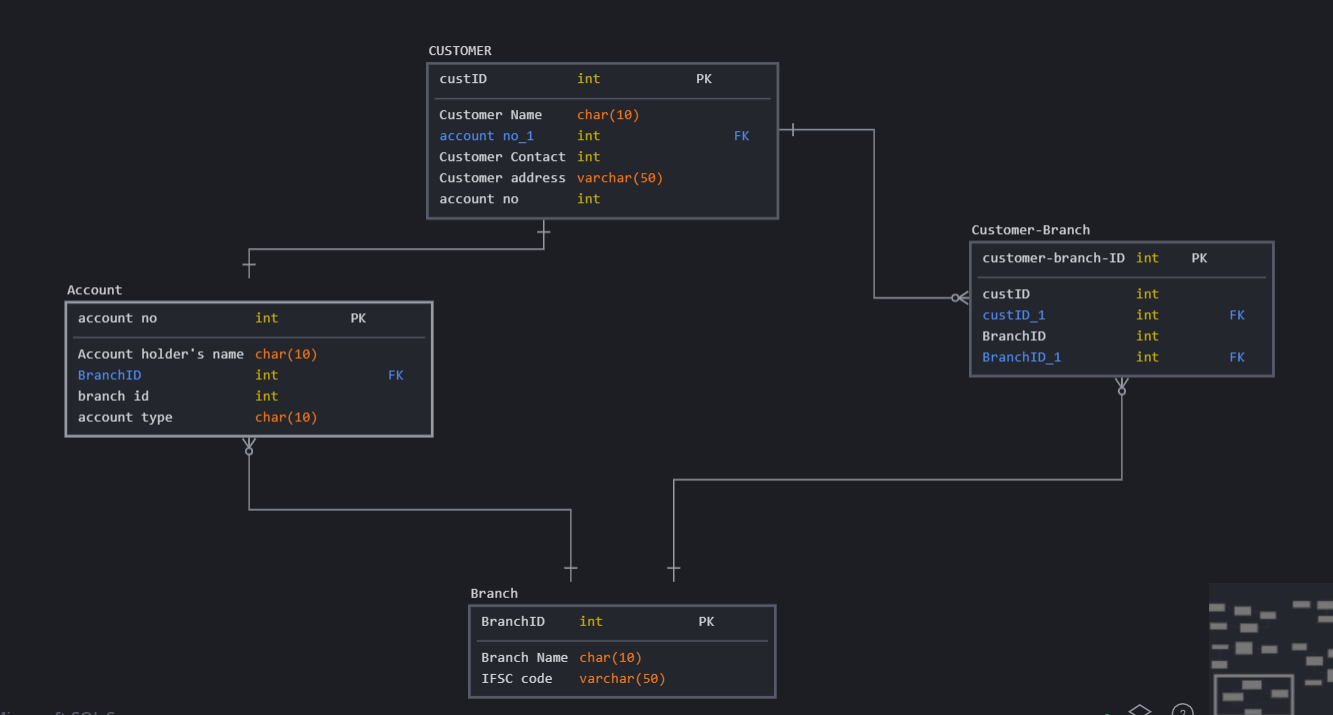 CUSTOMER
custID int PK
Customer Name char(10)
account no_1 int FK
Customer Contact int
Customer address varchar(50)
account no int
Customer-Branch
customer-branch-ID int PK
custID int
custID_1 int FK
BranchID int
BranchID_1 int FK
Account
account no int PK
Account holder's name char(10)
BranchID int FK
branch id int
account type char(10)
Branch
BranchID int PK
Branch Name char(10)
IFSC code varchar(50)
?